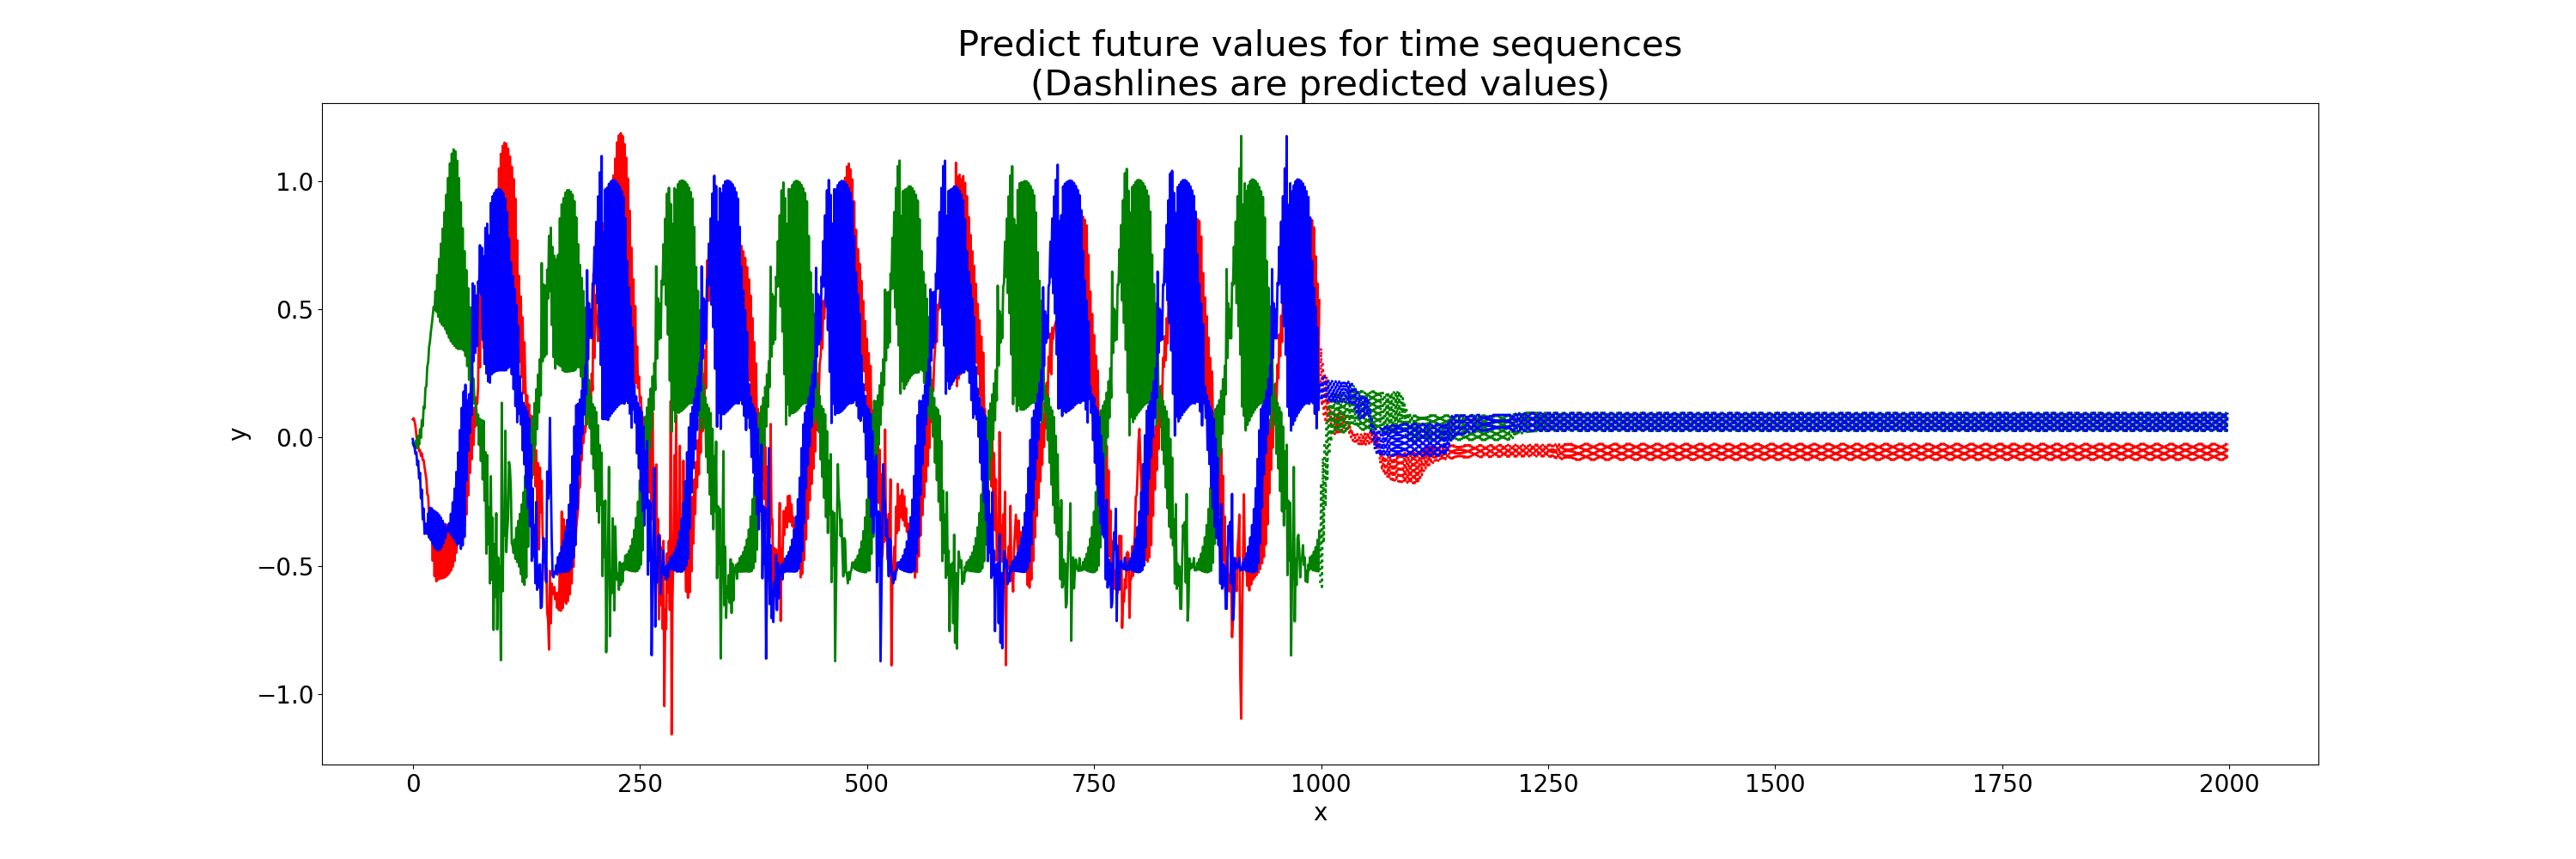 Predict future values for time sequences
(Dashlines are predicted values)
y
1.0
0.5
0.0
−0.5
−1.0
0 250 500 750 1000 1250 1500 1750 2000
x